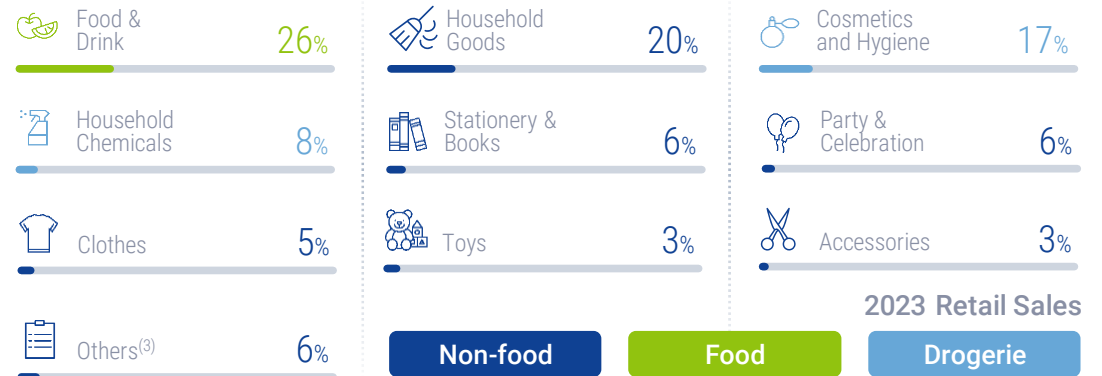 Food &
Drink
26%
Household
Goods
20%
Cosmetics
and Hygiene
17%
Household
Chemicals
8%
Stationery &
Books
6%
Party &
Celebration
6%
Clothes
5%
Toys
3%
Accessories
3%
2023 Retail Sales
Others(3)
6%
Non-food
Food
Drogerie